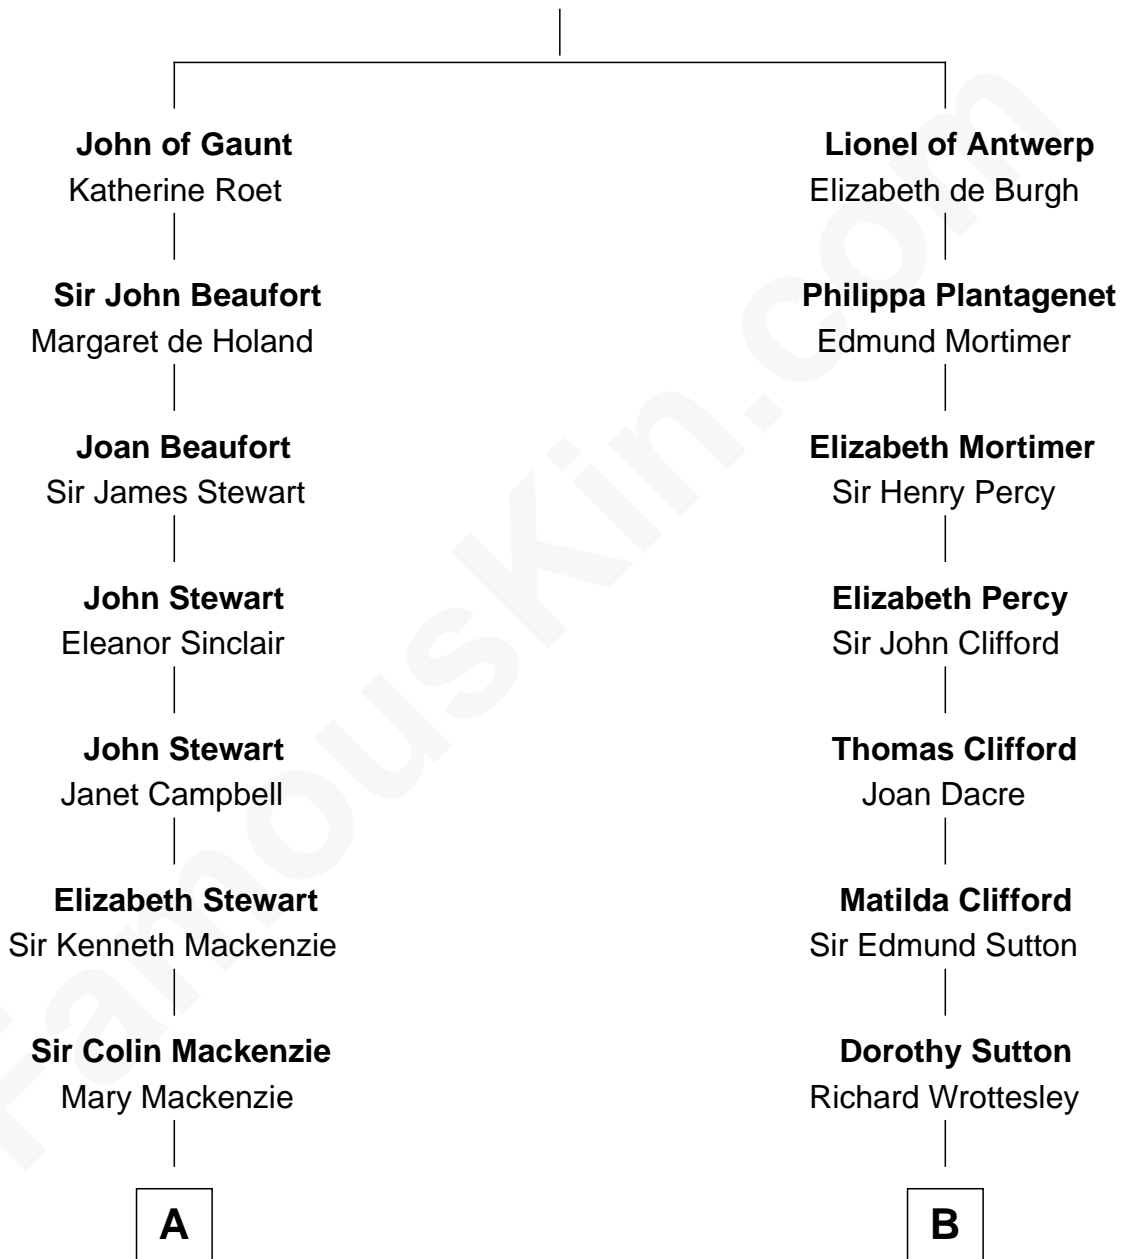 John of Gaunt
Katherine Roet
Sir John Beaufort
Margaret de Holand
Joan Beaufort
Sir James Stewart
John Stewart
Eleanor Sinclair
John Stewart
Janet Campbell
Elizabeth Stewart
Sir Kenneth Mackenzie
Sir Colin Mackenzie
Mary Mackenzie
A
Lionel of Antwerp
Elizabeth de Burgh
Philippa Plantagenet
Edmund Mortimer
Elizabeth Mortimer
Sir Henry Percy
Elizabeth Percy
Sir John Clifford
Thomas Clifford
Joan Dacre
Matilda Clifford
Sir Edmund Sutton
Dorothy Sutton
Richard Wrottesley
B
FamousKin.com